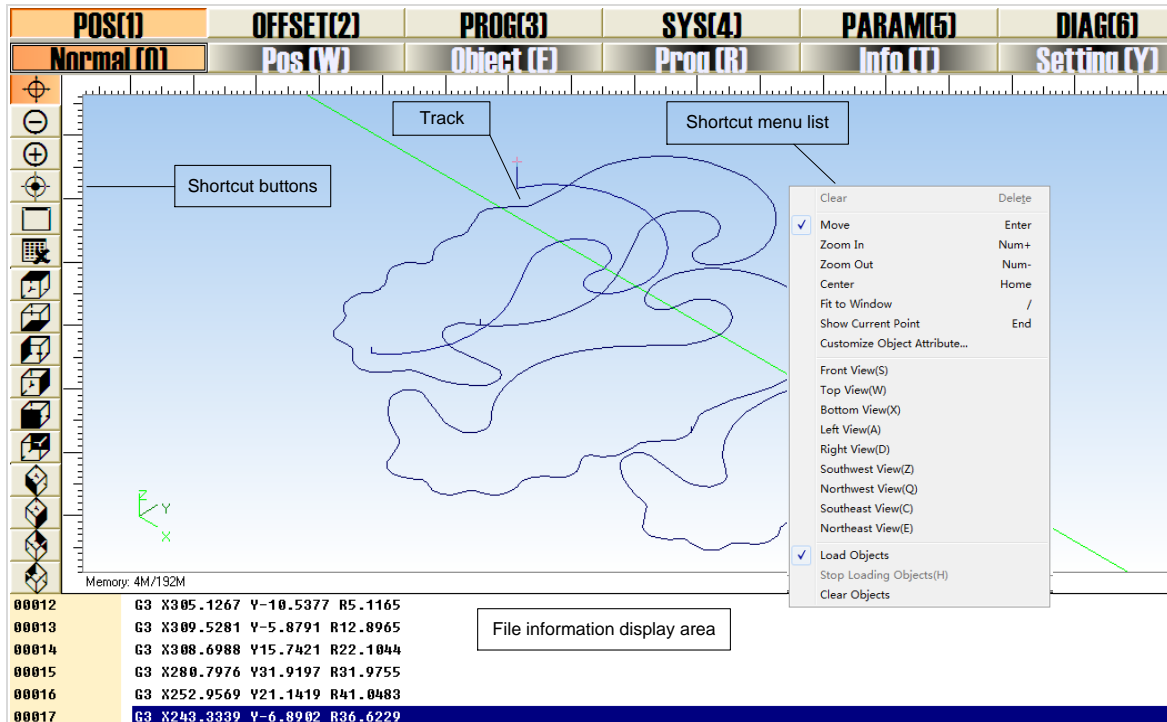 POS(1) OFFSET(2) PROG(3) SYS(4) PARAM(5) DIAG(6)
Normal (Q) Pos (W) Object (E) Prog (R) Info (T) Setting (Y)
Track
Shortcut menu list
Shortcut buttons
Clear Delete
Move Enter
Zoom In Num+
Zoom Out Num-
Center Home
Fit to Window /
Show Current Point End
Customize Object Attribute...
Front View(S)
Top View(W)
Bottom View(X)
Left View(A)
Right View(D)
Southwest View(Z)
Northwest View(Q)
Southeast View(C)
Northeast View(E)
Load Objects
Stop Loading Objects(H)
Clear Objects
Z
Y
X
Memory: 4M/192M
00012 G3 X305.1267 Y-10.5377 R5.1165
00013 G3 X309.5281 Y-5.8791 R12.8965
00014 G3 X308.6988 Y15.7421 R22.1044
00015 G3 X280.7976 Y31.9197 R31.9755
00016 G3 X252.9569 Y21.1419 R41.0483
00017 G3 X243.3339 Y-6.8902 R36.6229
File information display area